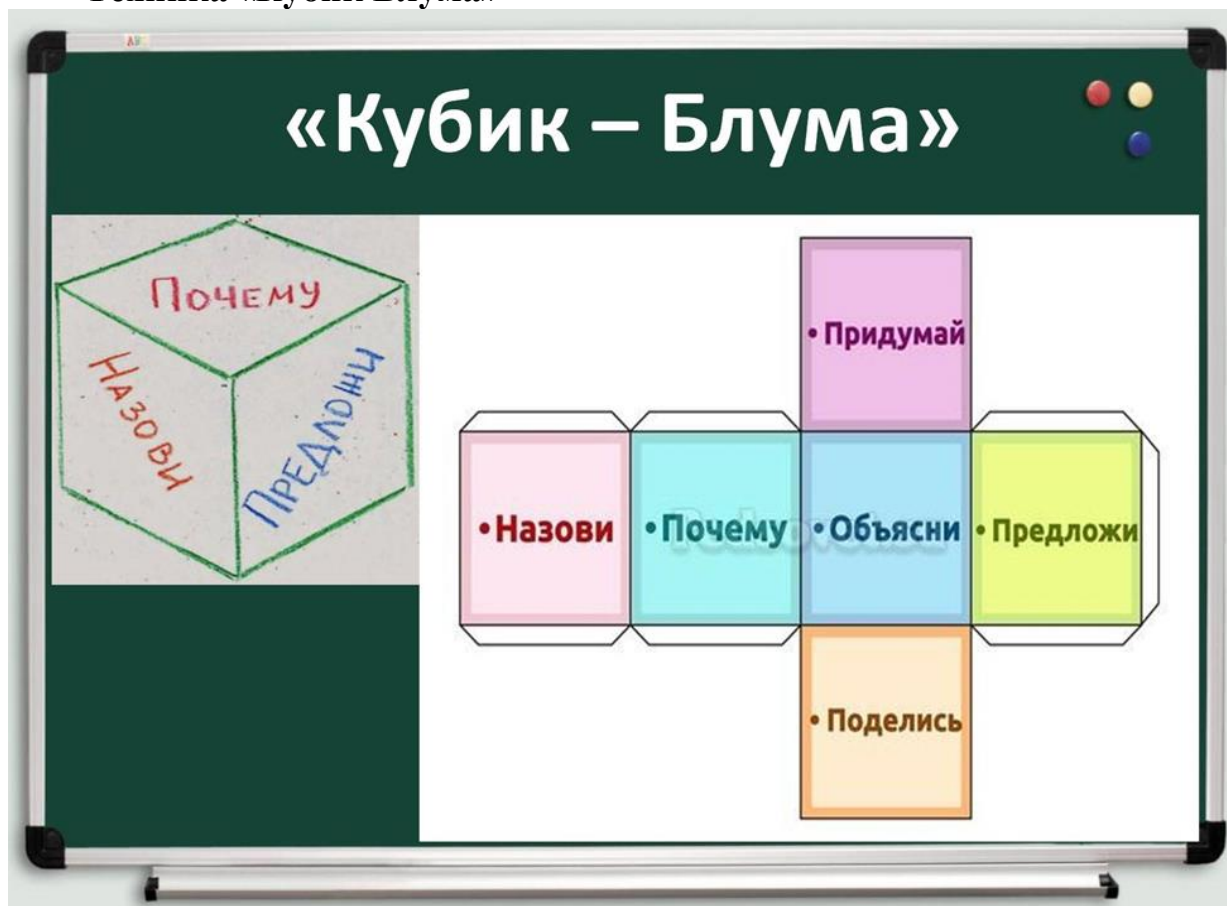 «Кубик – Блума»
ПОЧЕМУ
НАЗОВИ
ПРЕДЛОЖИ
• Придумай
• Назови
• Почему
• Объясни
• Предложи
• Поделись